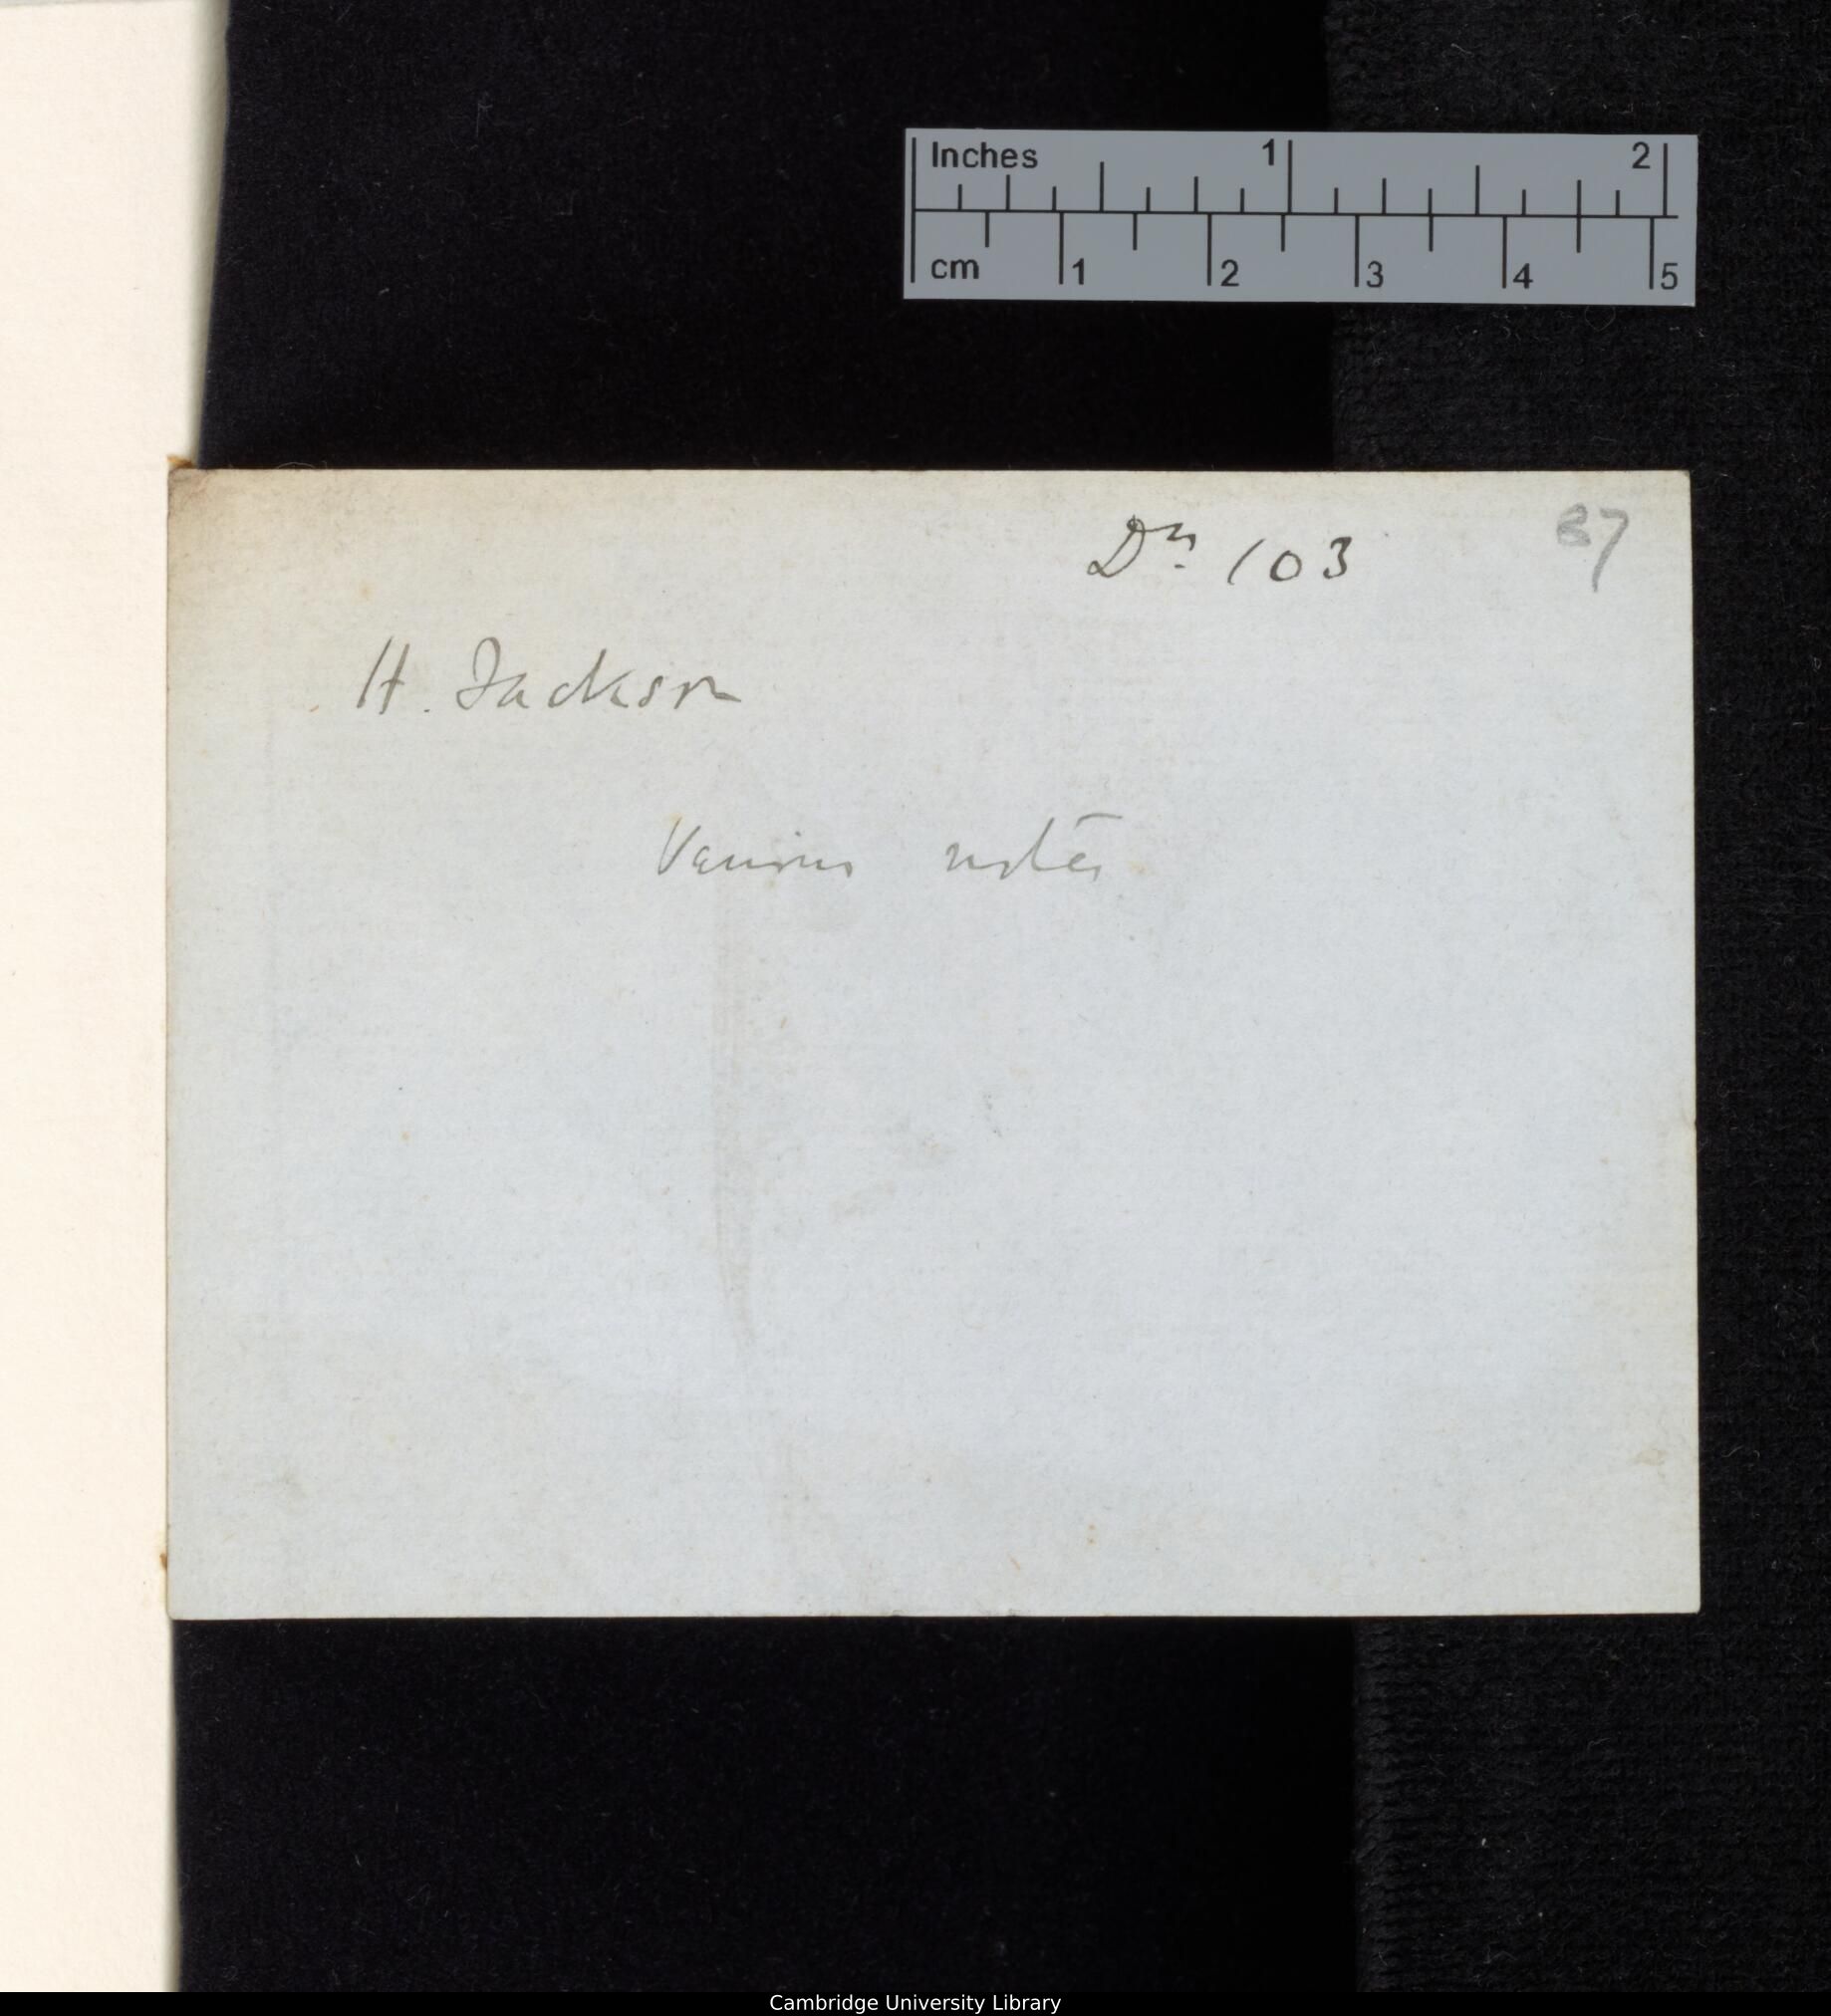 Inches 1 2
cm 1 2 3 4 5
Dn. 103
87
H. Jackson
Various notes
Cambridge University Library